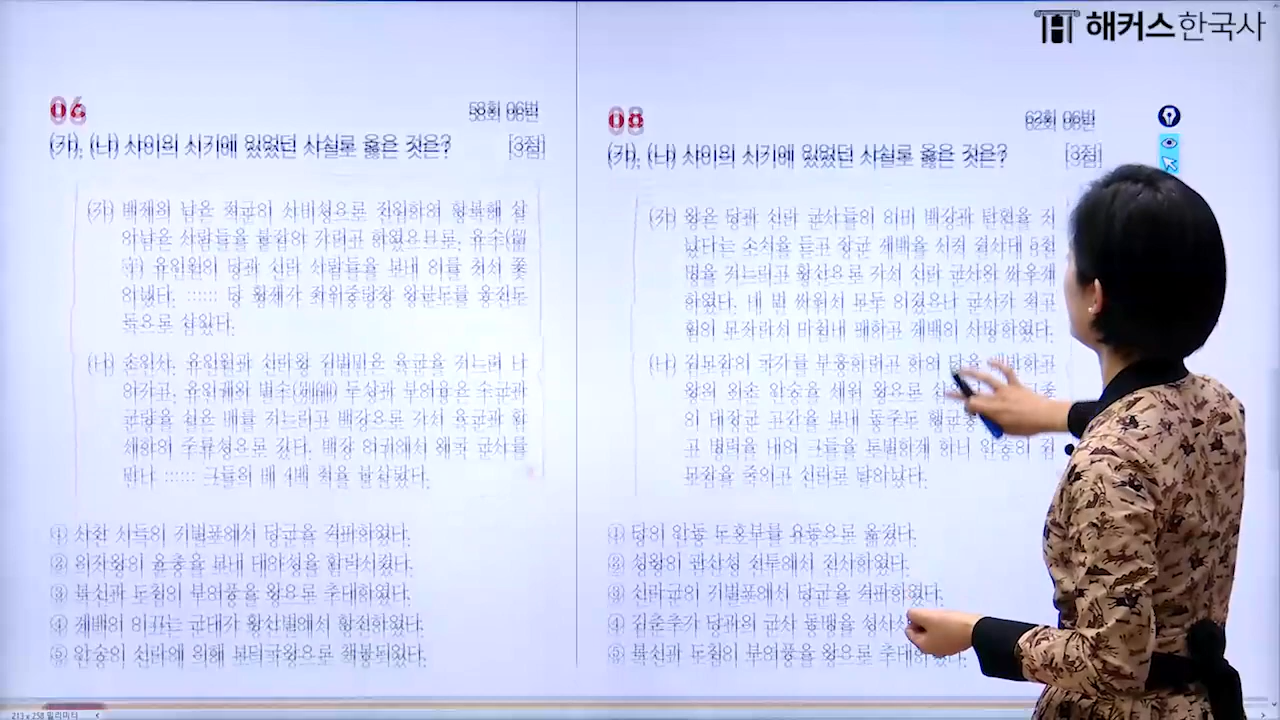 해커스한국사
06
58회 06번
(가), (나) 사이의 시기에 있었던 사실로 옳은 것은? [3점]
(가) 백제의 남은 적군이 사비성으로 진입하여 항복해 살
아남은 사람들을 붙잡아 가려고 하였으므로, 유수(留
守) 유인원이 당과 신라 사람들을 보내 이를 쳐서 쫓
아냈다. …… 당 황제가 좌위중랑장 왕문도를 웅진도
독으로 삼았다.
(나) 손인사, 유인원과 신라왕 김법민은 육군을 거느려 나
아가고, 유인궤와 별수(別帥) 두상과 부여융은 수군과
군량을 실은 배를 거느리고 백강으로 가서 육군과 합
세하여 주류성으로 갔다. 백강 어귀에서 왜국 군사를
만나 …… 그들의 배 4백 척을 불살랐다.
① 사찬 시득이 기벌포에서 당군을 격파하였다.
② 의자왕이 윤충을 보내 대야성을 함락시켰다.
③ 복신과 도침이 부여풍을 왕으로 추대하였다.
④ 계백이 이끄는 군대가 황산벌에서 항전하였다.
⑤ 안승이 신라에 의해 보덕국왕으로 책봉되었다.
08
62회 06번
(가), (나) 사이의 시기에 있었던 사실로 옳은 것은? [3점]
(가) 왕은 당과 신라 군사들이 이미 백강과 탄현을 지
났다는 소식을 듣고 장군 계백을 시켜 결사대 5천
명을 거느리고 황산으로 가서 신라 군사와 싸우게
하였다. 네 번 싸워서 모두 이겼으나 군사가 적고
힘이 모자라서 마침내 패하고 계백이 사망하였다.
(나) 검모잠이 국가를 부흥하려고 하여 당을 배반하고
왕의 외손 안승을 세워 왕으로
의 대장군 고간을 보내 동주도 행군
고 병력을 내어 그들을 토벌하게 하니 안승이 검
모잠을 죽이고 신라로 달아났다.
① 당이 안동 도호부를 요동으로 옮겼다.
② 성왕이 관산성 전투에서 전사하였다.
③ 신라군이 기벌포에서 당군을 격파하였다.
④ 김춘추가 당과의 군사 동맹을 성사
⑤ 복신과 도침이 부여풍을 왕으로 추대하였다.
213 x 258 밀리미터